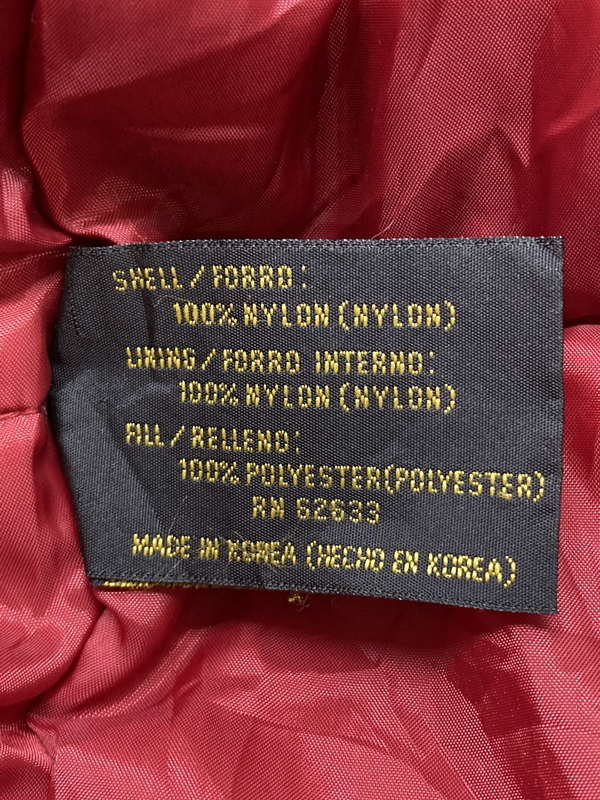 SHELL/FORRO:
100% NYLON (NYLON)
LINING/FORRO INTERNO:
100% NYLON (NYLON)
FILL/RELLENO:
100% POLYESTER(POLYESTER)
RN 62633
MADE IN KOREA (HECHO EN KOREA)